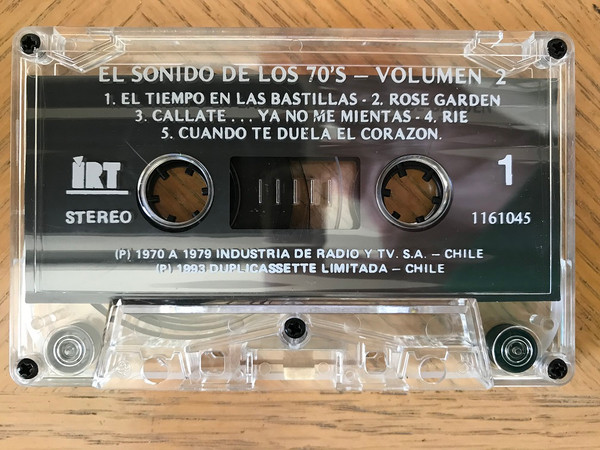 EL SONIDO DE LOS 70'S – VOLUMEN 2
1. EL TIEMPO EN LAS BASTILLAS - 2. ROSE GARDEN
3. CALLATE . . . YA NO ME MIENTAS - 4. RIE
5. CUANDO TE DUELA EL CORAZON.
IRT
1
STEREO
1161045
(P) 1970 A 1979 INDUSTRIA DE RADIO Y TV. S.A. – CHILE
(P) 1993 DUPLICASSETTE LIMITADA – CHILE